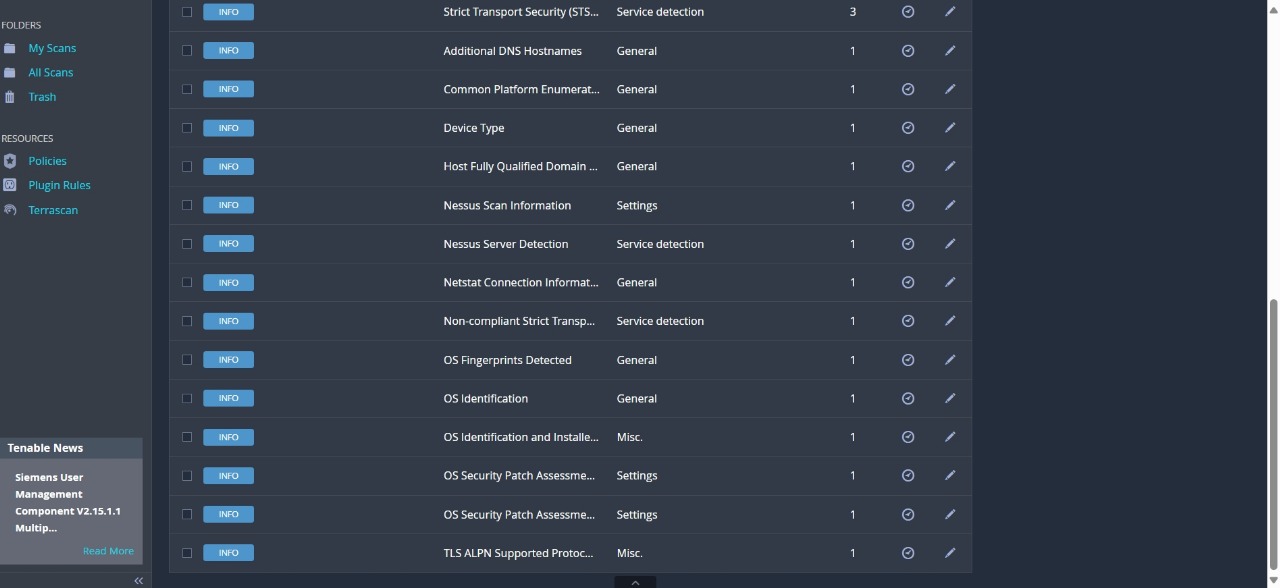 FOLDERS
My Scans
All Scans
Trash
RESOURCES
Policies
Plugin Rules
Terrascan
Tenable News
Siemens User
Management
Component V2.15.1.1
Multip...
Read More
INFO Strict Transport Security (STS... Service detection 3
INFO Additional DNS Hostnames General 1
INFO Common Platform Enumerat... General 1
INFO Device Type General 1
INFO Host Fully Qualified Domain ... General 1
INFO Nessus Scan Information Settings 1
INFO Nessus Server Detection Service detection 1
INFO Netstat Connection Informat... General 1
INFO Non-compliant Strict Transp... Service detection 1
INFO OS Fingerprints Detected General 1
INFO OS Identification General 1
INFO OS Identification and Installe... Misc. 1
INFO OS Security Patch Assessme... Settings 1
INFO OS Security Patch Assessme... Settings 1
INFO TLS ALPN Supported Protoc... Misc. 1